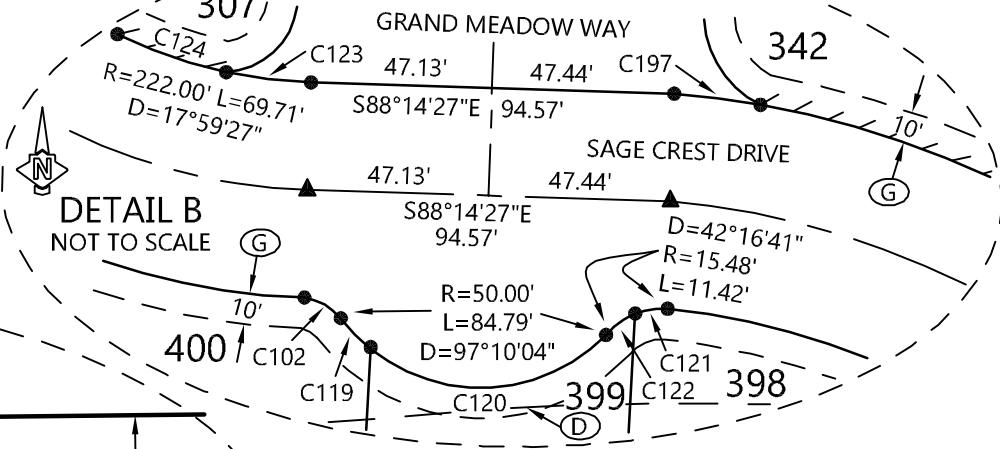 307
GRAND MEADOW WAY
342
C124
C123
47.13'
47.44'
C197
R=222.00' L=69.71'
D=17°59'27"
S88°14'27"E
94.57'
10'
SAGE CREST DRIVE
G
N
47.13'
47.44'
S88°14'27"E
94.57'
DETAIL B
NOT TO SCALE
G
D=42°16'41"
R=15.48'
L=11.42'
10'
R=50.00'
L=84.79'
D=97°10'04"
400
C102
C119
C120
399
C121
C122
398
D